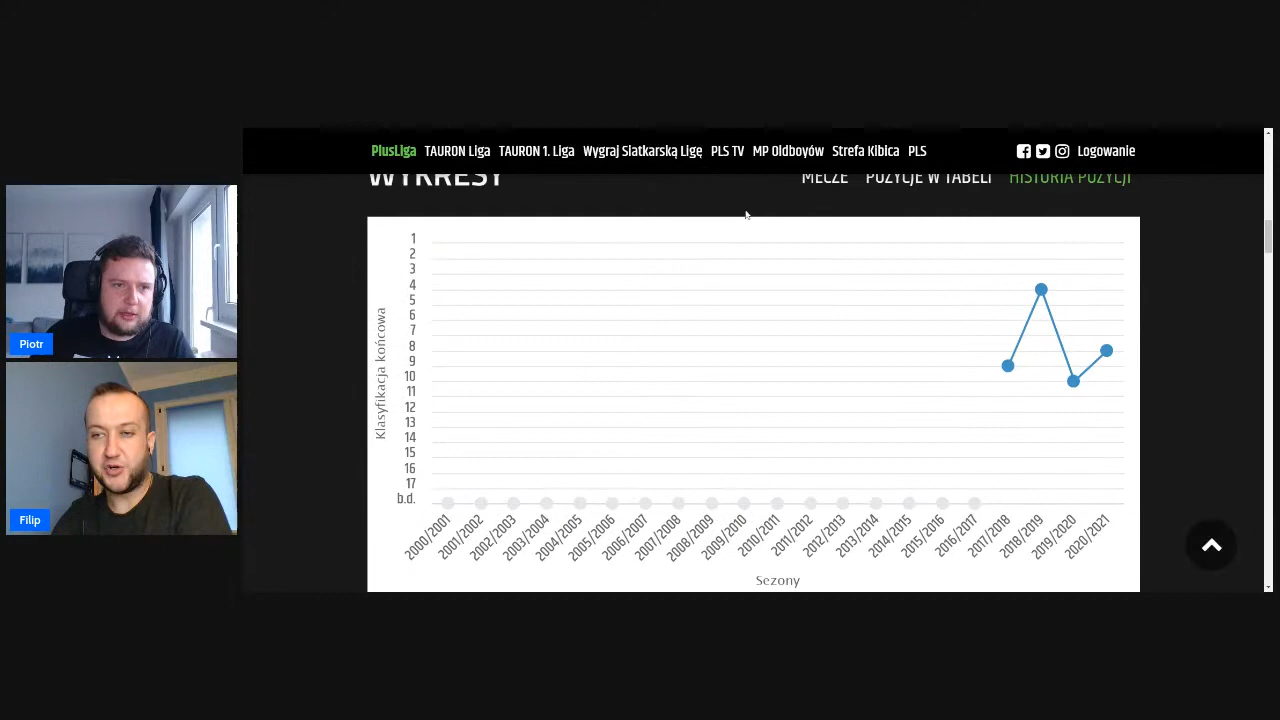 PlusLiga TAURON Liga TAURON 1. Liga Wygraj Siatkarską Ligę PLS TV MP Oldboyów Strefa Kibica PLS Logowanie
WYKRESY MECZE POZYCJE W TABELI HISTORIA POZYCJI
Klasyfikacja końcowa
1
2
3
4
5
6
7
8
9
10
11
12
13
14
15
16
17
b.d.
2000/2001 2001/2002 2002/2003 2003/2004 2004/2005 2005/2006 2006/2007 2007/2008 2008/2009 2009/2010 2010/2011 2011/2012 2012/2013 2013/2014 2014/2015 2015/2016 2016/2017 2017/2018 2018/2019 2019/2020 2020/2021
Sezony
Piotr
Filip